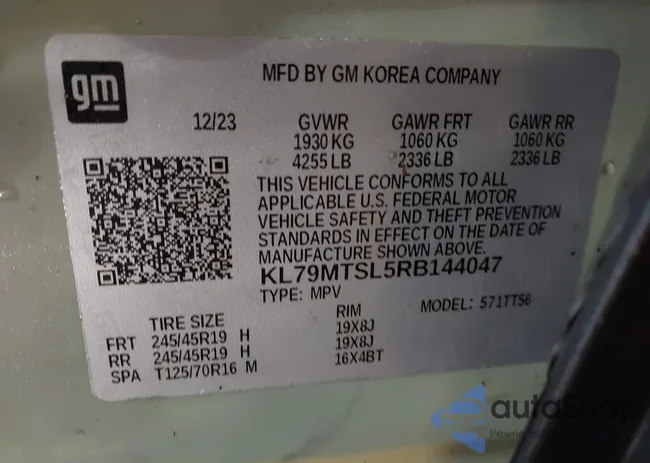 gm
MFD BY GM KOREA COMPANY
12/23 GVWR GAWR FRT GAWR RR
1930 KG 1060 KG 1060 KG
4255 LB 2336 LB 2336 LB
THIS VEHICLE CONFORMS TO ALL
APPLICABLE U.S. FEDERAL MOTOR
VEHICLE SAFETY AND THEFT PREVENTION
STANDARDS IN EFFECT ON THE DATE OF
MANUFACTURE SHOWN ABOVE.
KL79MTSL5RB144047
TYPE: MPV MODEL: 571TT56
TIRE SIZE RIM
FRT 245/45R19 H 19X8J
RR 245/45R19 H 19X8J
SPA T125/70R16 M 16X4BT
autoSnap